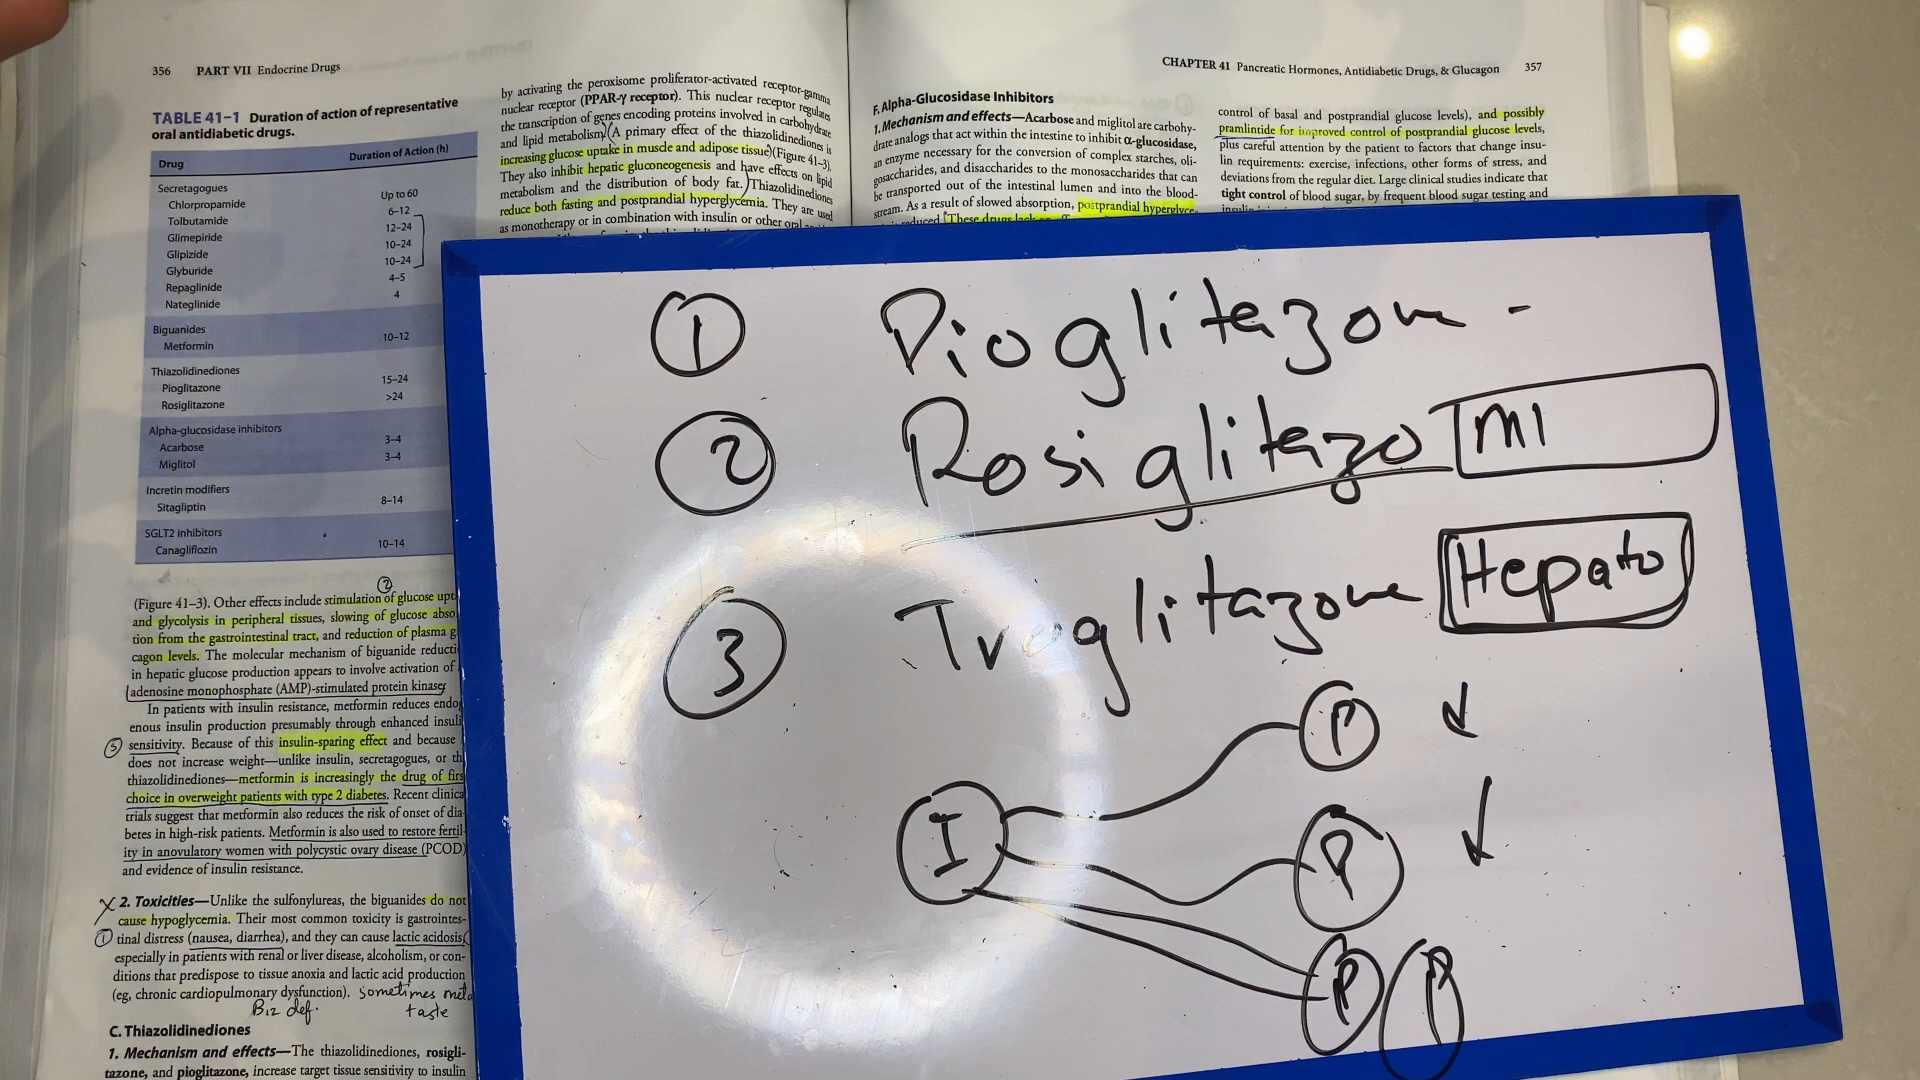 356 PART VII Endocrine Drugs
TABLE 41–1 Duration of action of representative
oral antidiabetic drugs.
Drug Duration of Action (h)
Secretagogues
Chlorpropamide Up to 60
Tolbutamide 6–12
Glimepiride 12–24
Glipizide 10–24
Glyburide 10–24
Repaglinide 4–5
Nateglinide 4
Biguanides
Metformin 10–12
Thiazolidinediones
Pioglitazone 15–24
Rosiglitazone >24
Alpha-glucosidase inhibitors
Acarbose 3–4
Miglitol 3–4
Incretin modifiers
Sitagliptin 8–14
SGLT2 inhibitors
Canagliflozin 10–14
2
(Figure 41–3). Other effects include stimulation of glucose upt
and glycolysis in peripheral tissues, slowing of glucose abso
tion from the gastrointestinal tract, and reduction of plasma g
cagon levels. The molecular mechanism of biguanide reducti
in hepatic glucose production appears to involve activation of
adenosine monophosphate (AMP)-stimulated protein kinase
In patients with insulin resistance, metformin reduces endo
enous insulin production presumably through enhanced insuli
5 sensitivity. Because of this insulin-sparing effect and because
does not increase weight—unlike insulin, secretagogues, or th
thiazolidinediones—metformin is increasingly the drug of firs
choice in overweight patients with type 2 diabetes. Recent clinica
trials suggest that metformin also reduces the risk of onset of dia-
betes in high-risk patients. Metformin is also used to restore fertil-
ity in anovulatory women with polycystic ovary disease (PCOD)
and evidence of insulin resistance.
2. Toxicities—Unlike the sulfonylureas, the biguanides do not
cause hypoglycemia. Their most common toxicity is gastrointes-
1 tinal distress (nausea, diarrhea), and they can cause lactic acidosis,
especially in patients with renal or liver disease, alcoholism, or con-
ditions that predispose to tissue anoxia and lactic acid production
(eg, chronic cardiopulmonary dysfunction). sometimes meta
B12 def. taste
C. Thiazolidinediones
1. Mechanism and effects—The thiazolidinediones, rosigli-
tazone, and pioglitazone, increase target tissue sensitivity to insulin
by activating the peroxisome proliferator-activated receptor-gamma
nuclear receptor (PPAR-γ receptor). This nuclear receptor regulates
the transcription of genes encoding proteins involved in carbohydrate
and lipid metabolism. (A primary effect of the thiazolidinediones is
increasing glucose uptake in muscle and adipose tissue) (Figure 41–3).
They also inhibit hepatic gluconeogenesis and have effects on lipid
metabolism and the distribution of body fat.) Thiazolidinediones
reduce both fasting and postprandial hyperglycemia. They are used
as monotherapy or in combination with insulin or other oral
CHAPTER 41 Pancreatic Hormones, Antidiabetic Drugs, & Glucagon 357
F. Alpha-Glucosidase Inhibitors
1. Mechanism and effects—Acarbose and miglitol are carbohy-
drate analogs that act within the intestine to inhibit α-glucosidase,
an enzyme necessary for the conversion of complex starches, oli-
gosaccharides, and disaccharides to the monosaccharides that can
be transported out of the intestinal lumen and into the blood-
stream. As a result of slowed absorption, postprandial hyperglyce-
reduced These drugs lack
control of basal and postprandial glucose levels), and possibly
pramlintide for improved control of postprandial glucose levels,
plus careful attention by the patient to factors that change insu-
lin requirements: exercise, infections, other forms of stress, and
deviations from the regular diet. Large clinical studies indicate that
tight control of blood sugar, by frequent blood sugar testing and
1 Pioglitazone -
2 Rosiglitazo MI
3 Troglitazone Hepato
P
I P
P P